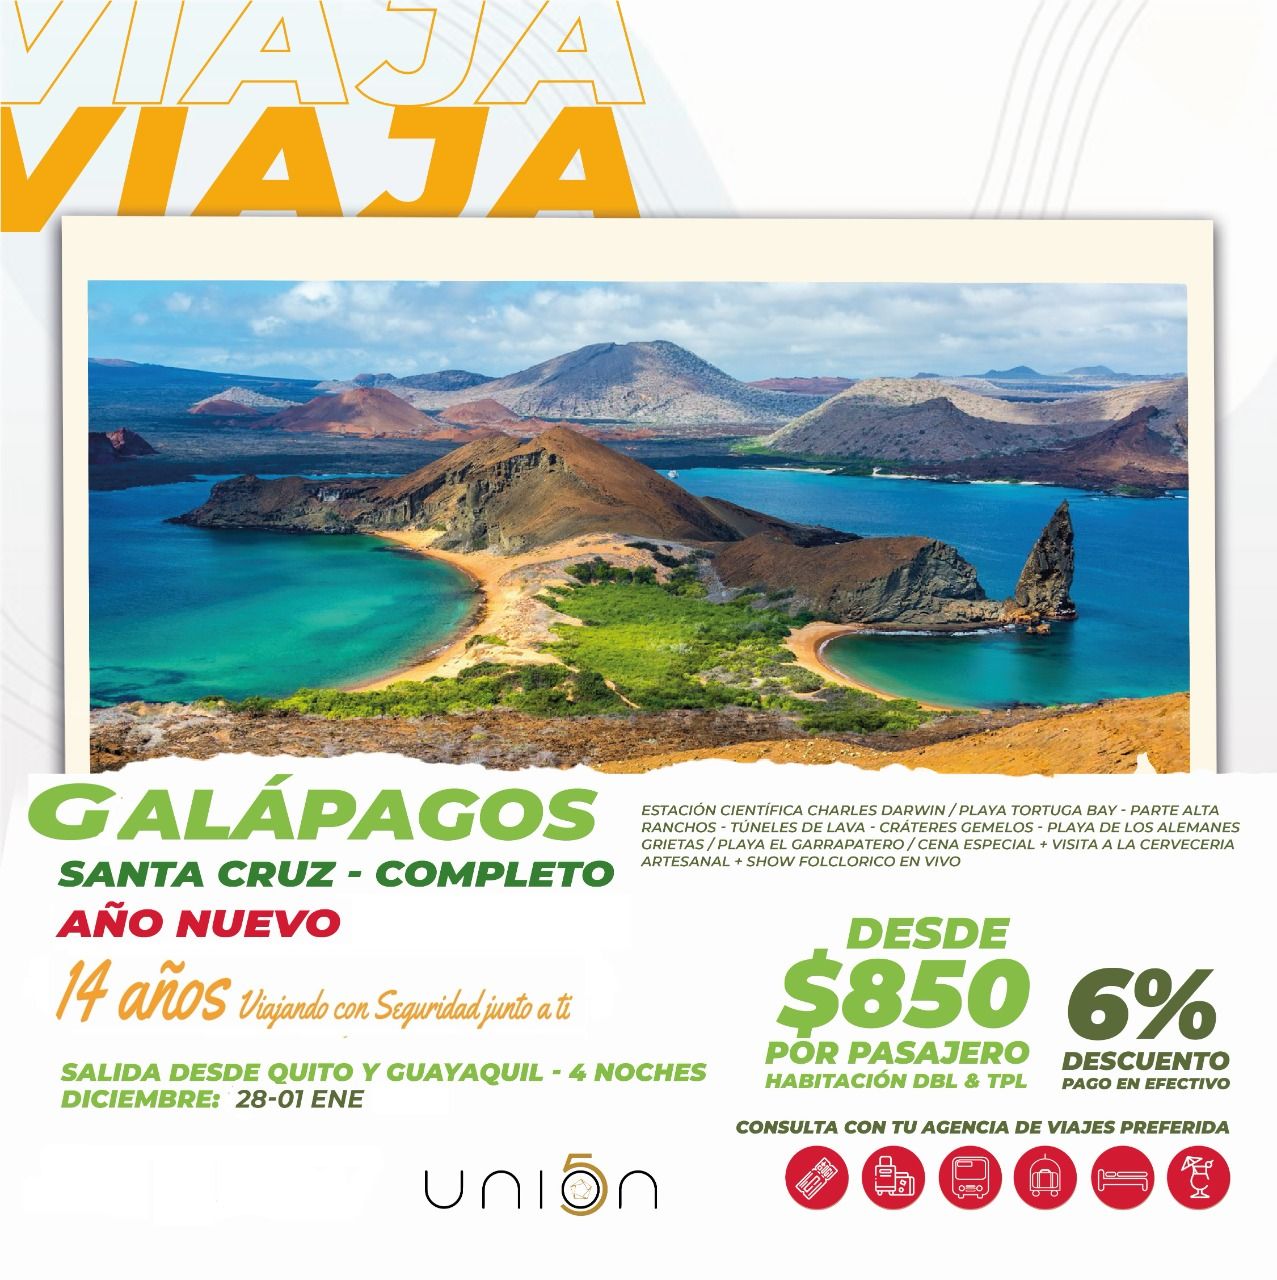 VIAJA
VIAJA
GALÁPAGOS
SANTA CRUZ - COMPLETO
AÑO NUEVO
14 años Viajando con Seguridad junto a ti
SALIDA DESDE QUITO Y GUAYAQUIL - 4 NOCHES
DICIEMBRE: 28-01 ENE
ESTACIÓN CIENTÍFICA CHARLES DARWIN / PLAYA TORTUGA BAY - PARTE ALTA
RANCHOS - TÚNELES DE LAVA - CRÁTERES GEMELOS - PLAYA DE LOS ALEMANES
GRIETAS / PLAYA EL GARRAPATERO / CENA ESPECIAL + VISITA A LA CERVECERIA
ARTESANAL + SHOW FOLCLORICO EN VIVO
DESDE
$850
POR PASAJERO
HABITACIÓN DBL & TPL
6%
DESCUENTO
PAGO EN EFECTIVO
CONSULTA CON TU AGENCIA DE VIAJES PREFERIDA
unión 5